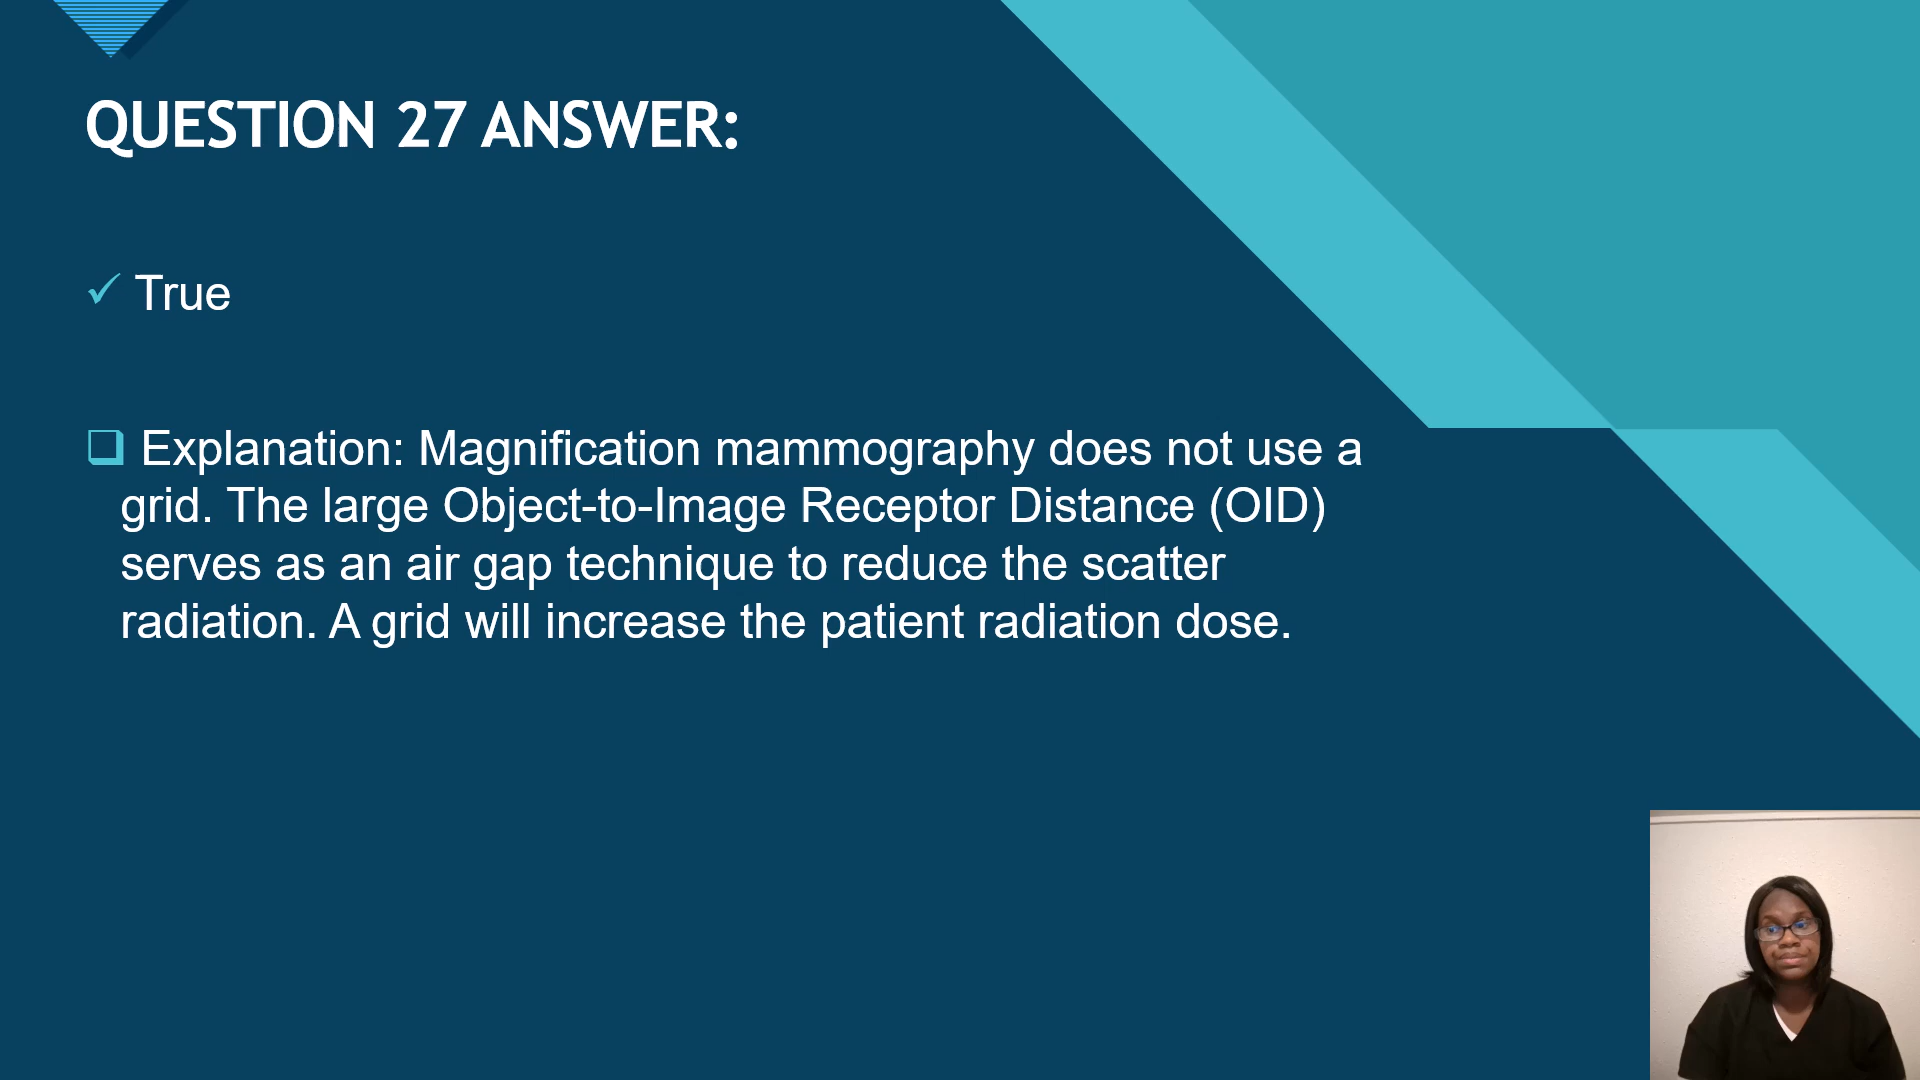 QUESTION 27 ANSWER:
True
Explanation: Magnification mammography does not use a
grid. The large Object-to-Image Receptor Distance (OID)
serves as an air gap technique to reduce the scatter
radiation. A grid will increase the patient radiation dose.